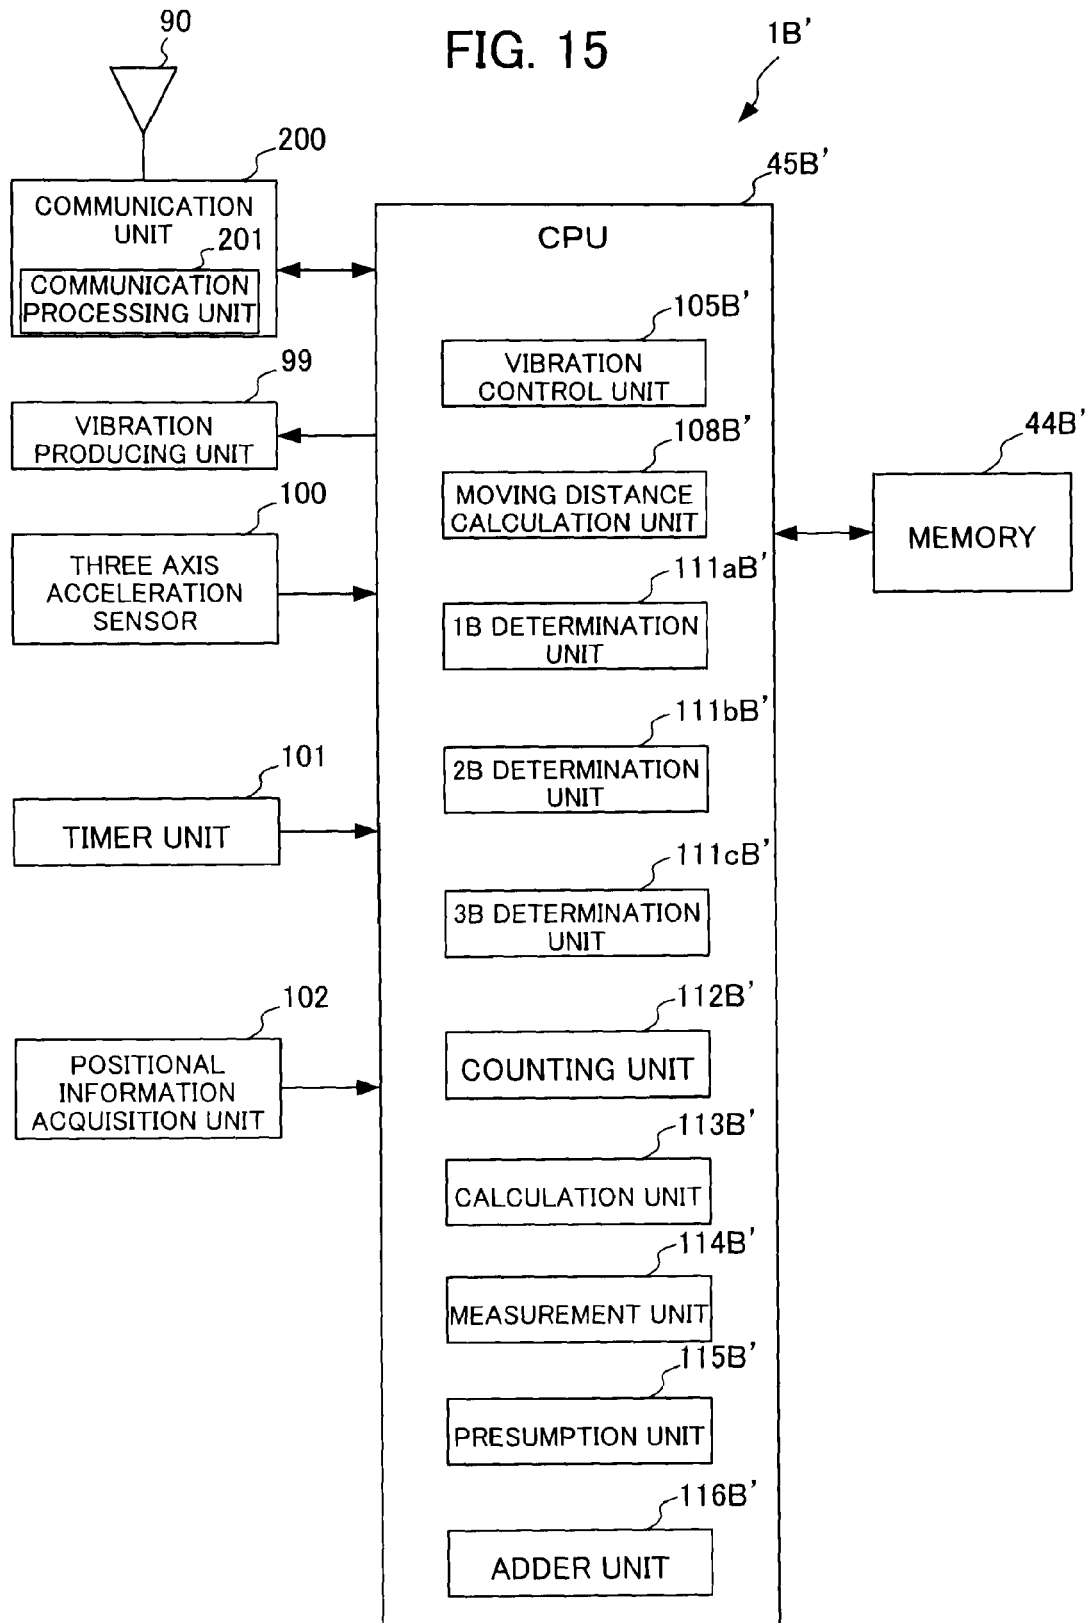 FIG. 15
1B'
90
200
COMMUNICATION
UNIT
201
COMMUNICATION
PROCESSING UNIT
99
VIBRATION
PRODUCING UNIT
100
THREE AXIS
ACCELERATION
SENSOR
101
TIMER UNIT
102
POSITIONAL
INFORMATION
ACQUISITION UNIT
45B'
CPU
105B'
VIBRATION
CONTROL UNIT
108B'
MOVING DISTANCE
CALCULATION UNIT
111aB'
1B DETERMINATION
UNIT
111bB'
2B DETERMINATION
UNIT
111cB'
3B DETERMINATION
UNIT
112B'
COUNTING UNIT
113B'
CALCULATION UNIT
114B'
MEASUREMENT UNIT
115B'
PRESUMPTION UNIT
116B'
ADDER UNIT
44B'
MEMORY